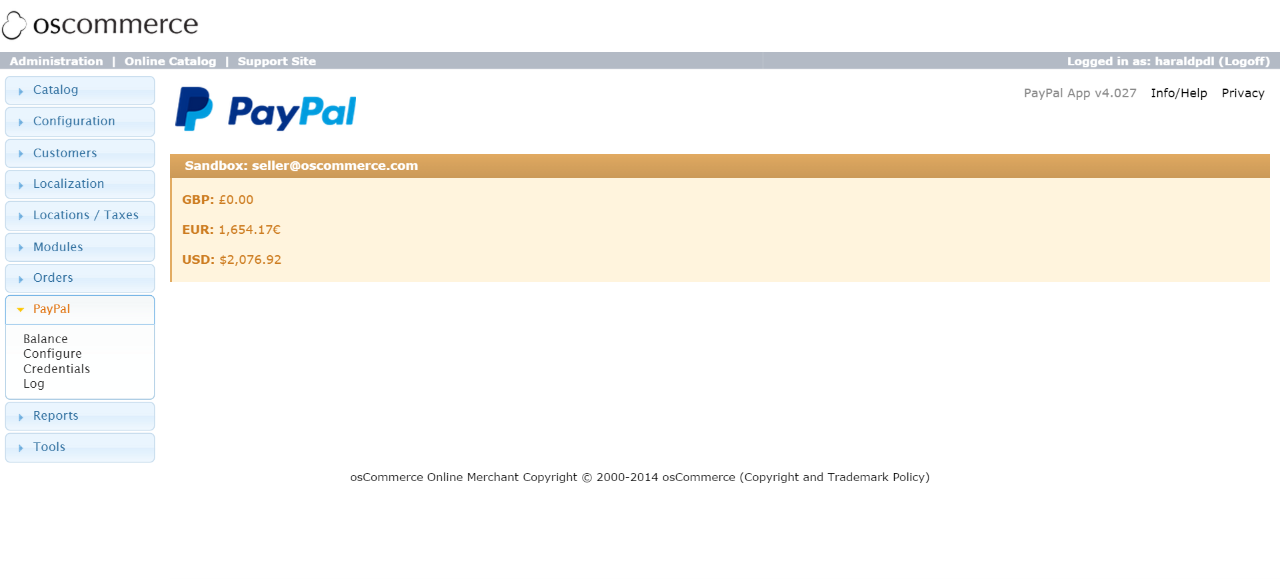 oscommerce
Administration | Online Catalog | Support Site
Logged in as: haraldpdl (Logoff)
Catalog
Configuration
Customers
Localization
Locations / Taxes
Modules
Orders
PayPal
Balance
Configure
Credentials
Log
Reports
Tools
PayPal
PayPal App v4.027 Info/Help Privacy
Sandbox: seller@oscommerce.com
GBP: £0.00
EUR: 1,654.17€
USD: $2,076.92
osCommerce Online Merchant Copyright © 2000-2014 osCommerce (Copyright and Trademark Policy)